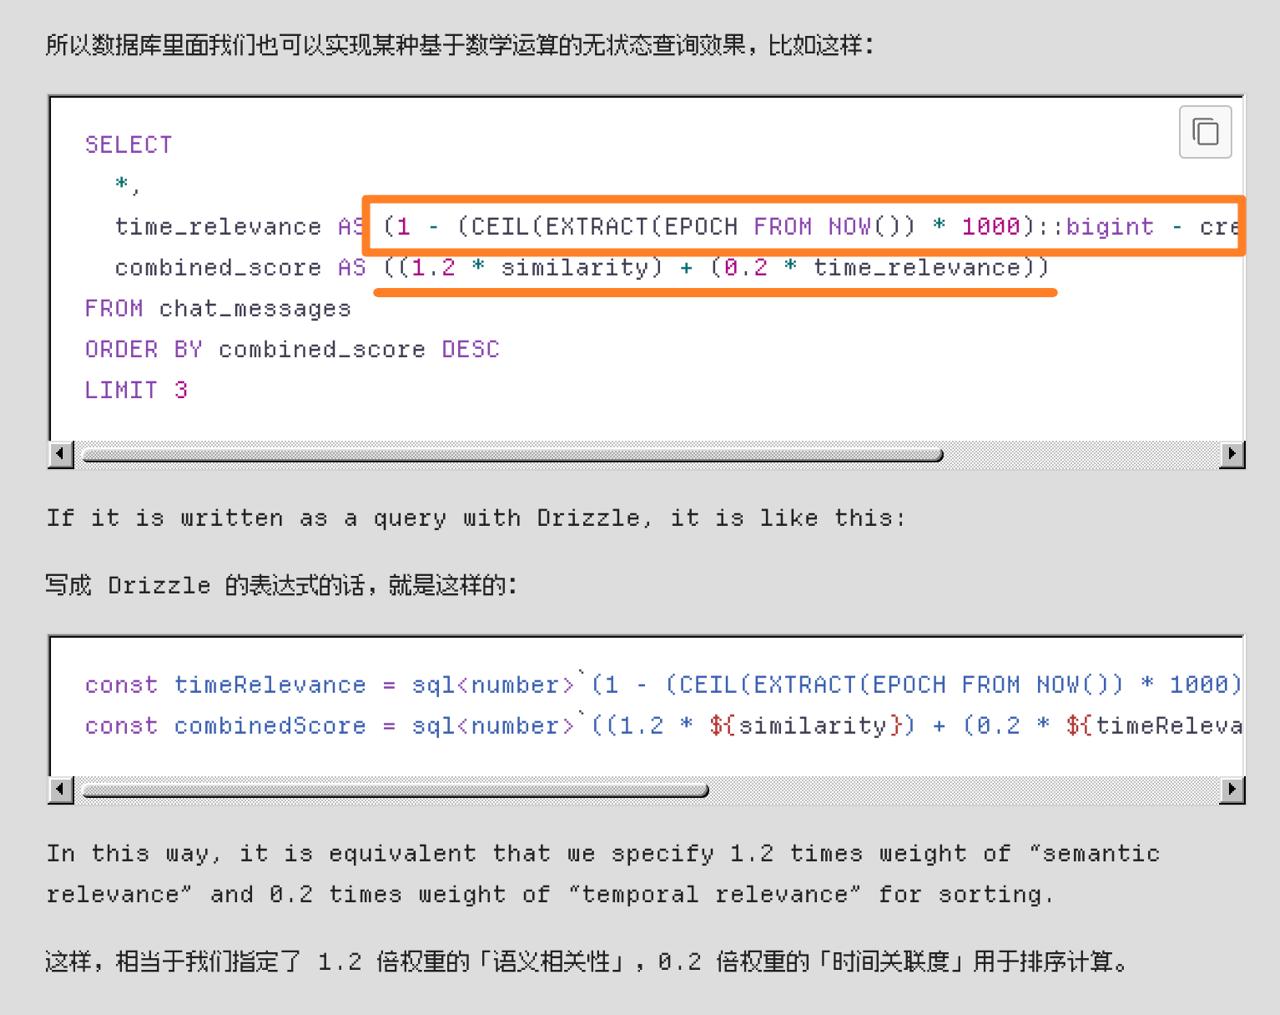 所以数据库里面我们也可以实现某种基于数学运算的无状态查询效果，比如这样：
SELECT
*,
time_relevance AS (1 - (CEIL(EXTRACT(EPOCH FROM NOW()) * 1000)::bigint - cre
combined_score AS ((1.2 * similarity) + (0.2 * time_relevance))
FROM chat_messages
ORDER BY combined_score DESC
LIMIT 3
If it is written as a query with Drizzle, it is like this:
写成 Drizzle 的表达式的话，就是这样的：
const timeRelevance = sql<number>`(1 - (CEIL(EXTRACT(EPOCH FROM NOW()) * 1000)
const combinedScore = sql<number>`((1.2 * ${similarity}) + (0.2 * ${timeReleva
In this way, it is equivalent that we specify 1.2 times weight of “semantic
relevance” and 0.2 times weight of “temporal relevance” for sorting.
这样，相当于我们指定了 1.2 倍权重的「语义相关性」，0.2 倍权重的「时间关联度」用于排序计算。